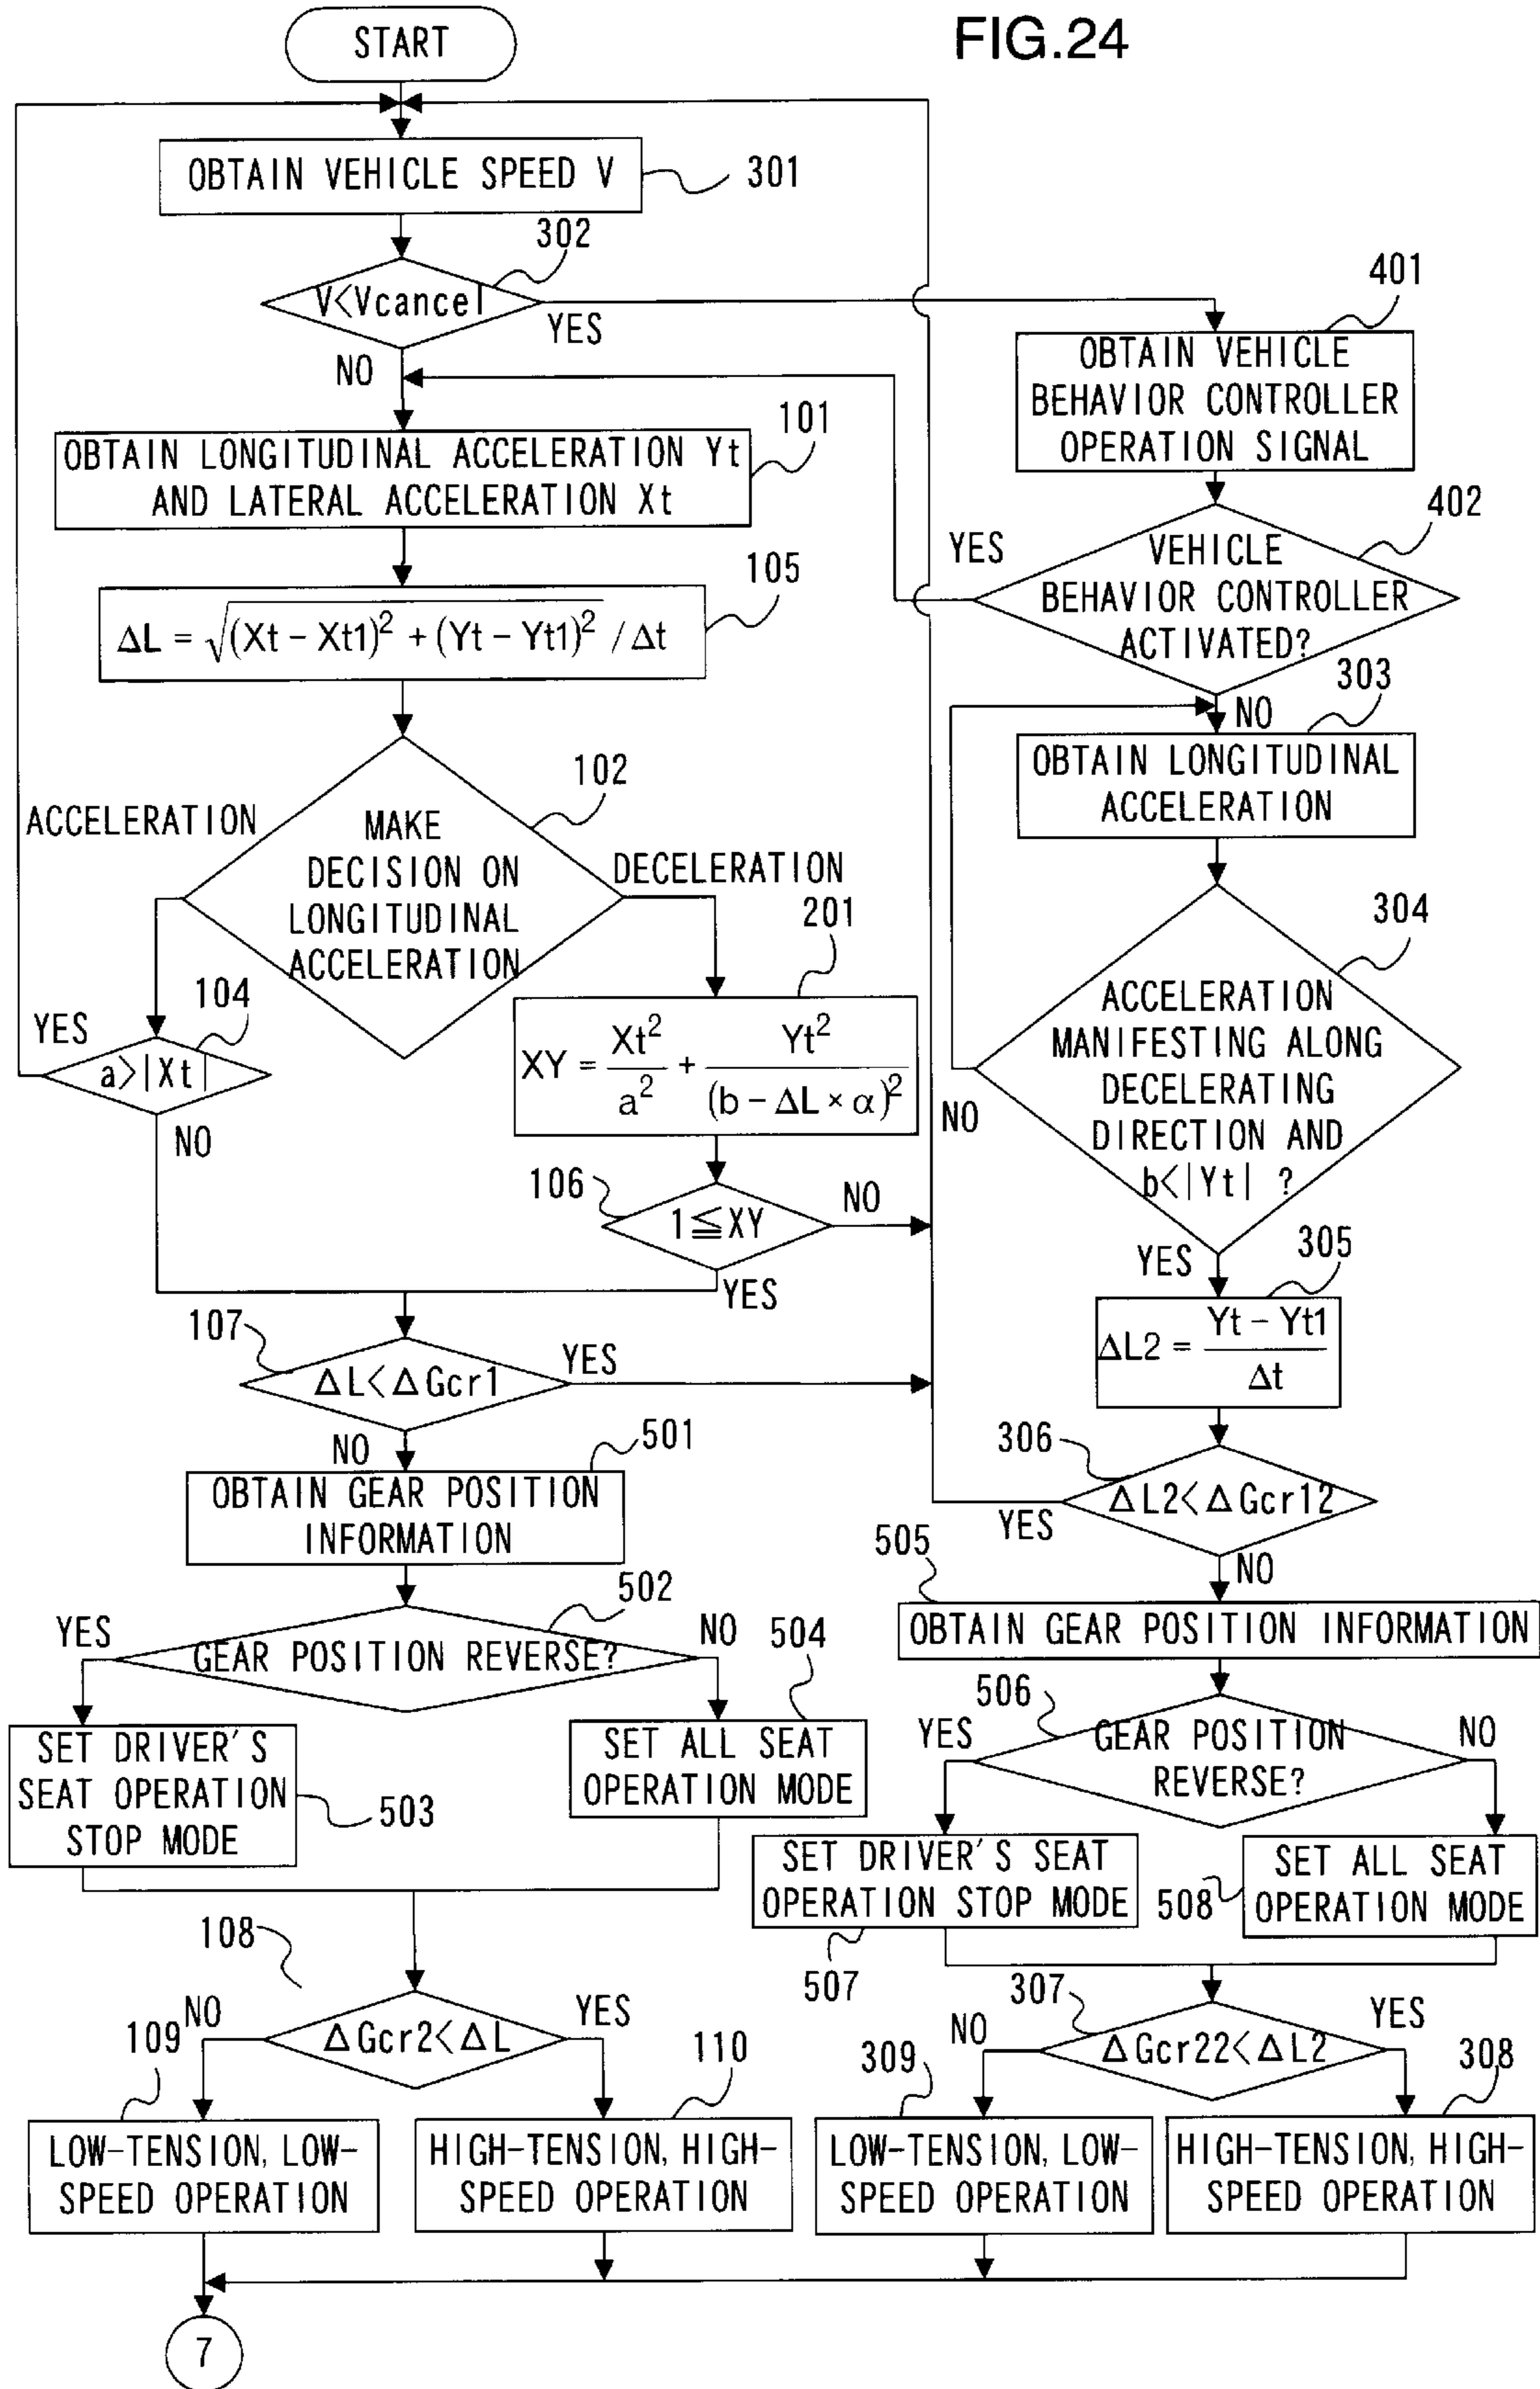 FIG.24
START
OBTAIN VEHICLE SPEED V
301
302
V<Vcancel
YES
NO
401
OBTAIN VEHICLE
BEHAVIOR CONTROLLER
OPERATION SIGNAL
101
OBTAIN LONGITUDINAL ACCELERATION Yt
AND LATERAL ACCELERATION Xt
402
YES
VEHICLE
BEHAVIOR CONTROLLER
ACTIVATED?
105
ΔL = √(Xt − Xt1)² + (Yt − Yt1)² / Δt
NO
303
OBTAIN LONGITUDINAL
ACCELERATION
102
ACCELERATION
MAKE
DECISION ON
LONGITUDINAL
ACCELERATION
DECELERATION
201
XY = Xt²/a² + Yt²/(b − ΔL × α)²
304
ACCELERATION
MANIFESTING ALONG
DECELERATING
DIRECTION AND
b<|Yt| ?
NO
YES
104
YES
a>|Xt|
NO
106
1≦XY
NO
YES
305
ΔL2 = Yt − Yt1 / Δt
107
ΔL<ΔGcr1
YES
NO
306
ΔL2<ΔGcr12
YES
NO
501
OBTAIN GEAR POSITION
INFORMATION
505
OBTAIN GEAR POSITION INFORMATION
502
YES
GEAR POSITION REVERSE?
NO
504
506
YES
GEAR POSITION
REVERSE?
NO
SET DRIVER'S
SEAT OPERATION
STOP MODE
503
SET ALL SEAT
OPERATION MODE
SET DRIVER'S SEAT
OPERATION STOP MODE
507
SET ALL SEAT
OPERATION MODE
508
108
NO
ΔGcr2<ΔL
YES
307
NO
ΔGcr22<ΔL2
YES
109
LOW-TENSION, LOW-
SPEED OPERATION
110
HIGH-TENSION, HIGH-
SPEED OPERATION
309
LOW-TENSION, LOW-
SPEED OPERATION
308
HIGH-TENSION, HIGH-
SPEED OPERATION
7